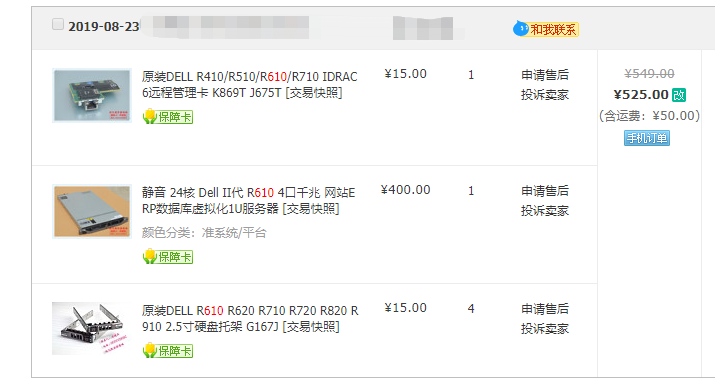 2019-08-23
和我联系
原装DELL R410/R510/R610/R710 IDRAC
6远程管理卡 K869T J675T [交易快照]
保障卡
¥15.00
1
申请售后
投诉卖家
¥549.00
¥525.00 改
(含运费: ¥50.00)
手机订单
静音 24核 Dell II代 R610 4口千兆 网站E
RP数据库虚拟化1U服务器 [交易快照]
颜色分类: 准系统/平台
保障卡
¥400.00
1
申请售后
投诉卖家
原装DELL R610 R620 R710 R720 R820 R
910 2.5寸硬盘托架 G167J [交易快照]
保障卡
¥15.00
4
申请售后
投诉卖家